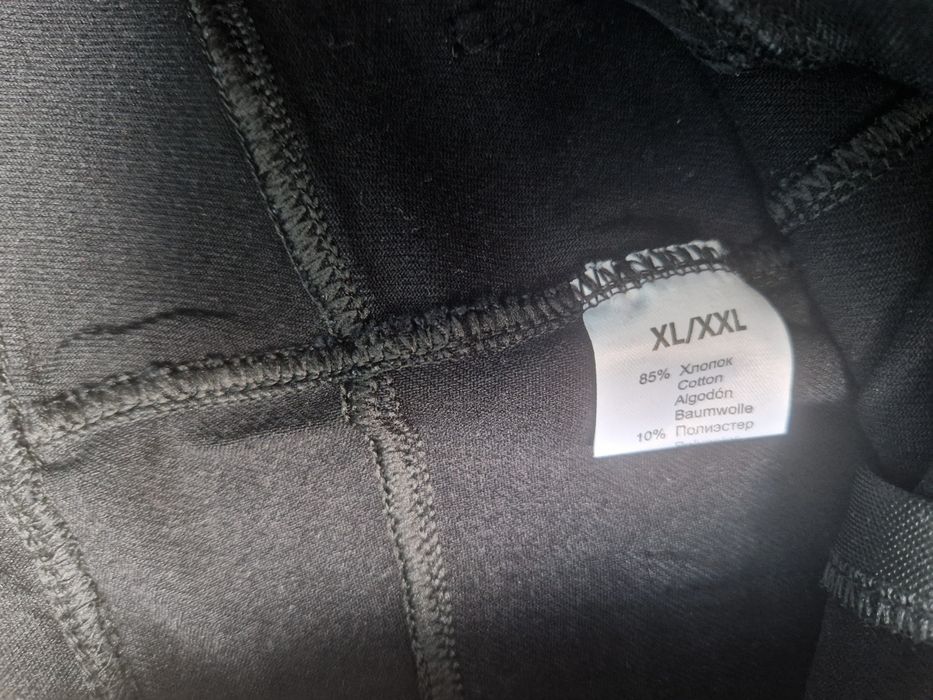 XL/XXL
85% Хлопок
Cotton
Algodón
Baumwolle
10% Полиэстер